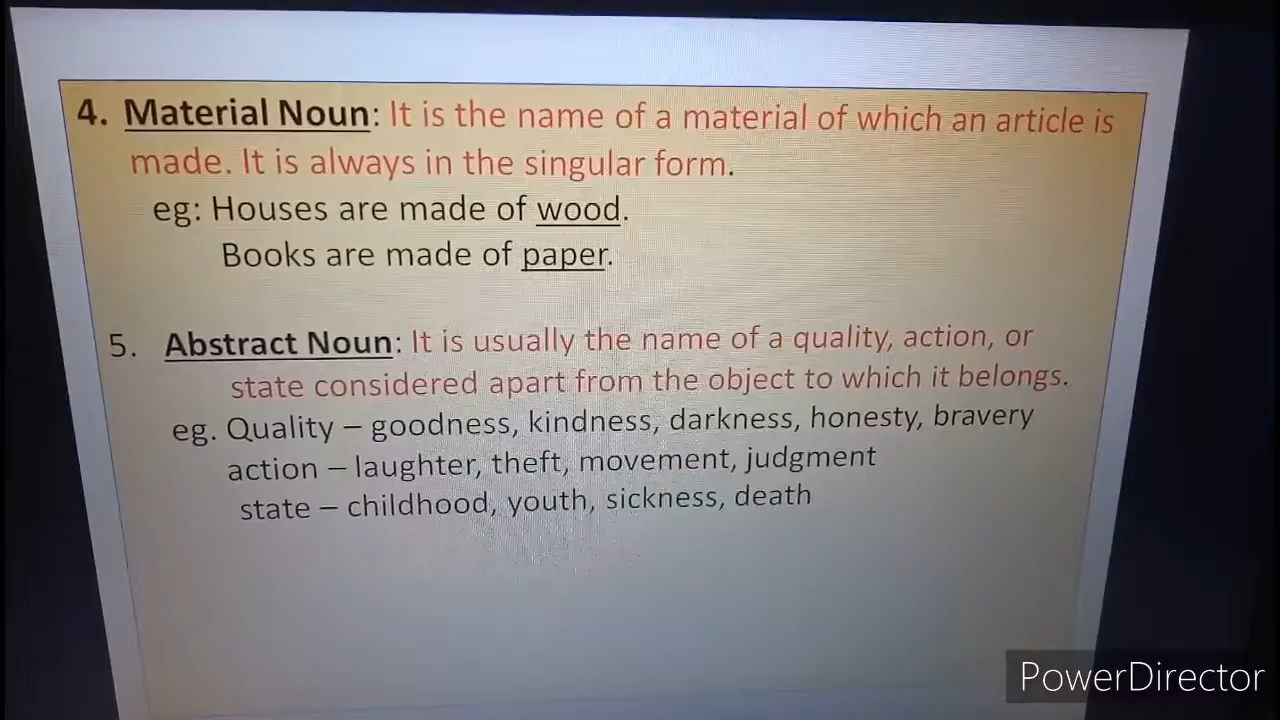 4. Material Noun: It is the name of a material of which an article is
made. It is always in the singular form.
eg: Houses are made of wood.
Books are made of paper.
5. Abstract Noun: It is usually the name of a quality, action, or
state considered apart from the object to which it belongs.
eg. Quality – goodness, kindness, darkness, honesty, bravery
action – laughter, theft, movement, judgment
state – childhood, youth, sickness, death
PowerDirector